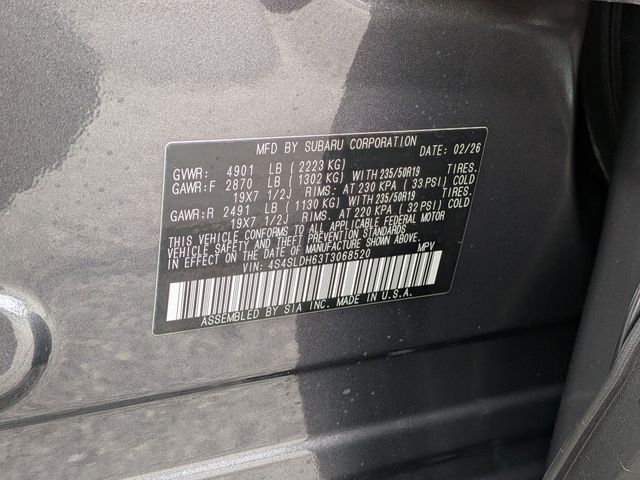 MFD BY SUBARU CORPORATION
DATE: 02/26
GVWR: 4901 LB (2223 KG)
GAWR:F 2870 LB (1302 KG) WITH 235/50R19 TIRES.
19X7 1/2J RIMS. AT 230 KPA (33 PSI) COLD
GAWR:R 2491 LB (1130 KG) WITH 235/50R19 TIRES.
19X7 1/2J RIMS. AT 220 KPA (32 PSI) COLD
THIS VEHICLE CONFORMS TO ALL APPLICABLE FEDERAL MOTOR
VEHICLE SAFETY AND THEFT PREVENTION STANDARDS
IN EFFECT ON THE DATE OF MANUFACTURE SHOWN ABOVE.
VIN: 4S4SLDH63T3068520 MPV
ASSEMBLED BY SIA INC. MADE IN U.S.A.